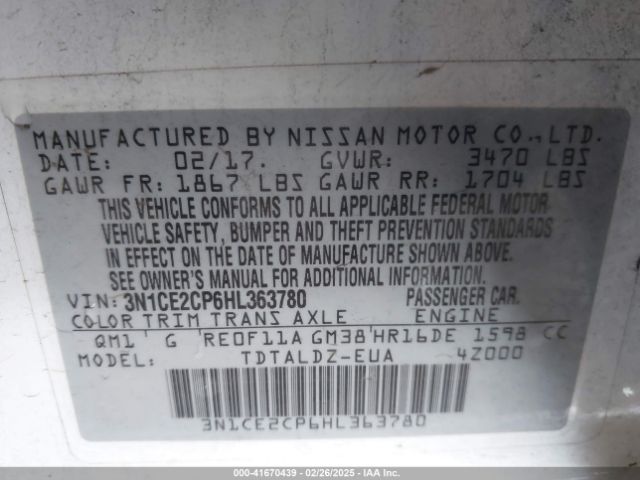 MANUFACTURED BY NISSAN MOTOR CO.,LTD.
DATE: 02/17. GVWR: 3470 LBS
GAWR FR: 1867 LBS GAWR RR: 1704 LBS
THIS VEHICLE CONFORMS TO ALL APPLICABLE FEDERAL MOTOR
VEHICLE SAFETY, BUMPER AND THEFT PREVENTION STANDARDS
IN EFFECT ON THE DATE OF MANUFACTURE SHOWN ABOVE.
SEE OWNER'S MANUAL FOR ADDITIONAL INFORMATION.
VIN: 3N1CE2CP6HL363780 PASSENGER CAR.
COLOR TRIM TRANS AXLE ENGINE
QM1 G RE0F11A GM38 HR16DE 1598 CC
MODEL: TDTALDZ-EUA 4Z000
3N1CE2CP6HL363780
000-41670439 - 02/26/2025 - IAA Inc.